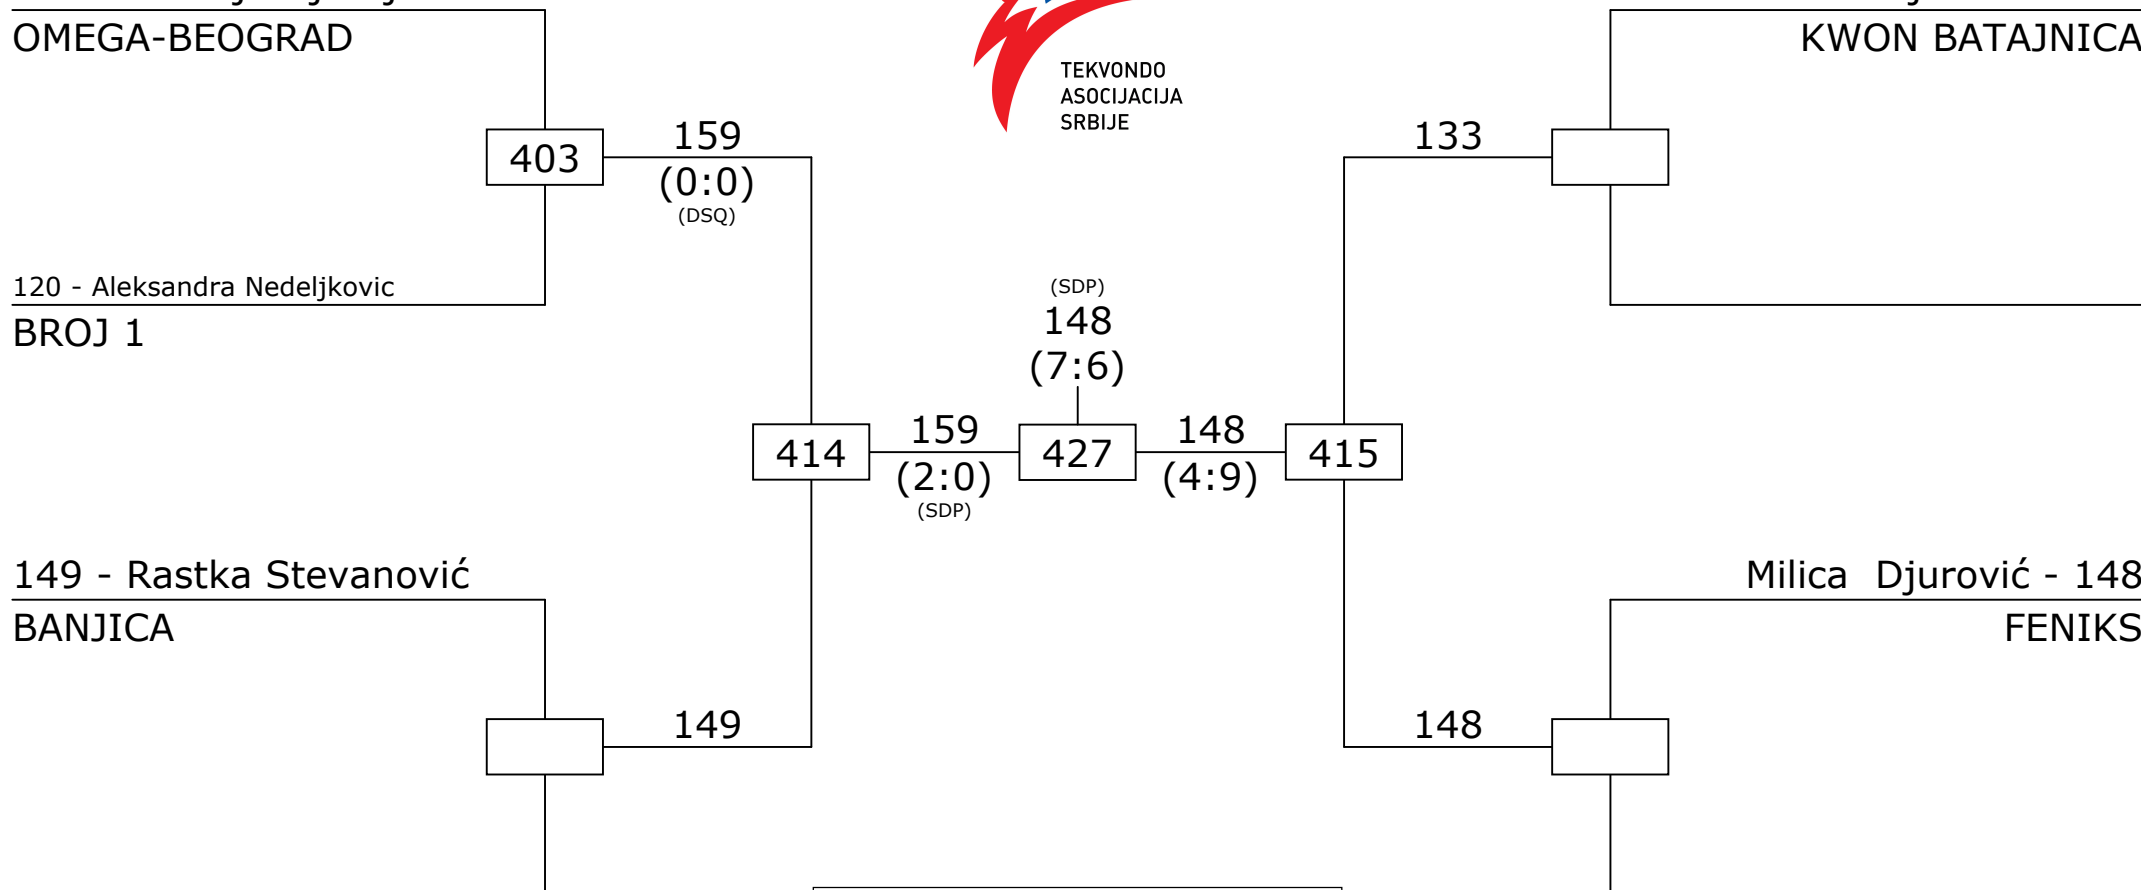 OMEGA-BEOGRAD
KWON BATAJNICA
TEKVONDO
ASOCIJACIJA
SRBIJE
403
159
(0:0)
(DSQ)
133
120 - Aleksandra Nedeljkovic
BROJ 1
(SDP)
148
(7:6)
414
159
(2:0)
(SDP)
427
148
(4:9)
415
149 - Rastka Stevanović
BANJICA
Milica Djurović - 148
FENIKS
149
148